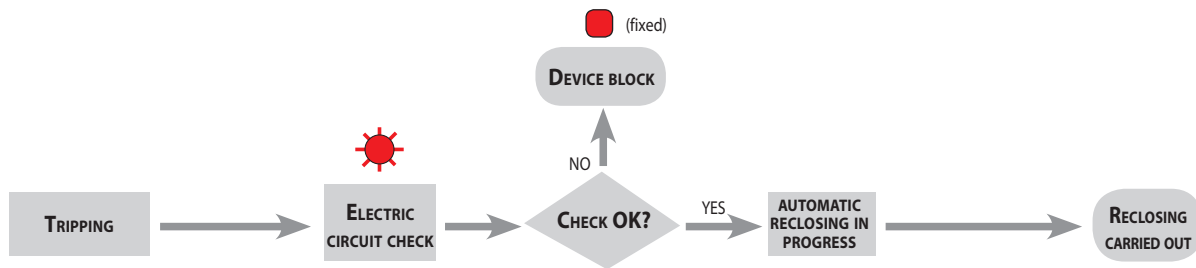 (fixed)
DEVICE BLOCK
NO
TRIPPING
ELECTRIC
CIRCUIT CHECK
CHECK OK?
YES
AUTOMATIC
RECLOSING IN
PROGRESS
RECLOSING
CARRIED OUT